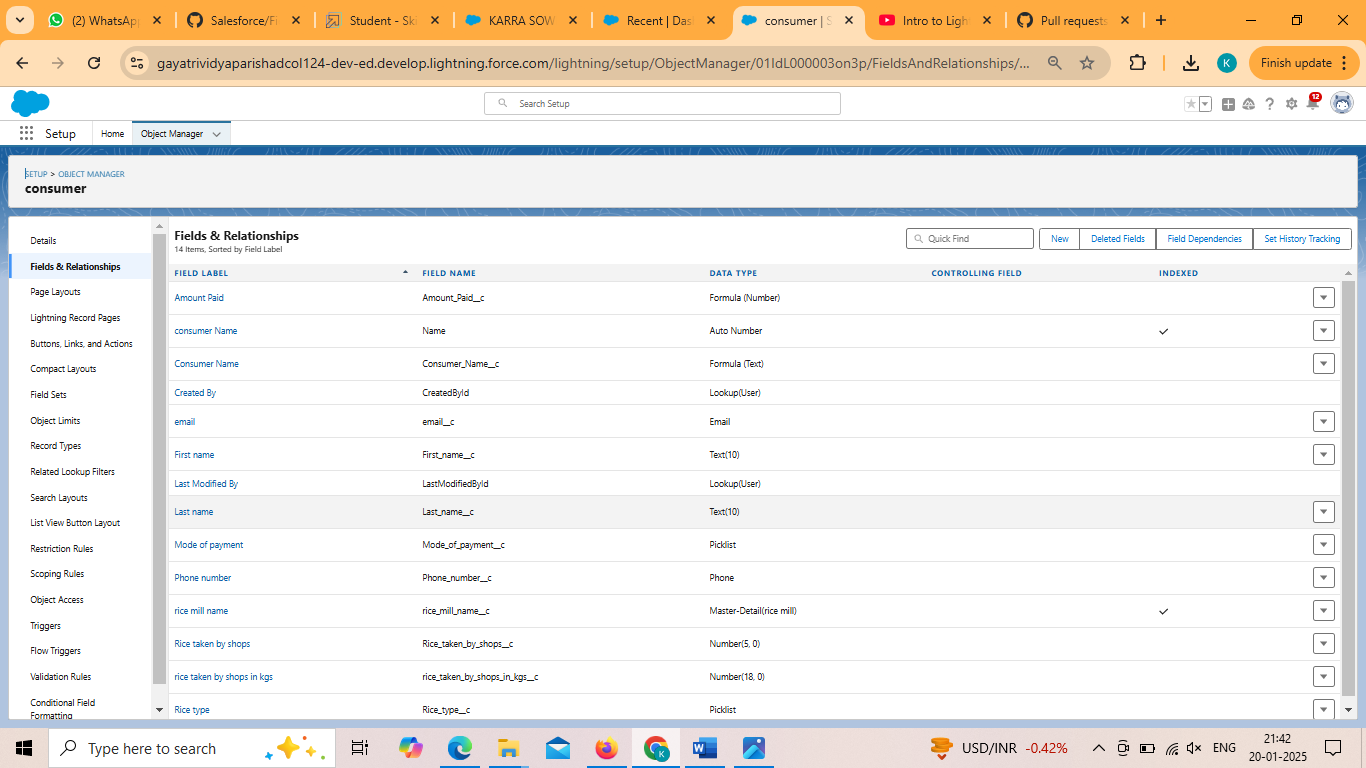 (2) WhatsApp
Salesforce/Fi
Student - Ski
KARRA SOW
Recent | Das
consumer | S
Intro to Ligh
Pull requests
gayatrividyaparishadcol124-dev-ed.develop.lightning.force.com/lightning/setup/ObjectManager/01IdL000003on3p/FieldsAndRelationships/...
K
Finish update
Search Setup
12
Setup
Home
Object Manager
SETUP > OBJECT MANAGER
consumer
Details
Fields & Relationships
Page Layouts
Lightning Record Pages
Buttons, Links, and Actions
Compact Layouts
Field Sets
Object Limits
Record Types
Related Lookup Filters
Search Layouts
List View Button Layout
Restriction Rules
Scoping Rules
Object Access
Triggers
Flow Triggers
Validation Rules
Conditional Field
Formatting
Fields & Relationships
14 Items, Sorted by Field Label
Quick Find
New
Deleted Fields
Field Dependencies
Set History Tracking
FIELD LABEL FIELD NAME DATA TYPE CONTROLLING FIELD INDEXED
Amount Paid Amount_Paid__c Formula (Number)
consumer Name Name Auto Number
Consumer Name Consumer_Name__c Formula (Text)
Created By CreatedById Lookup(User)
email email__c Email
First name First_name__c Text(10)
Last Modified By LastModifiedById Lookup(User)
Last name Last_name__c Text(10)
Mode of payment Mode_of_payment__c Picklist
Phone number Phone_number__c Phone
rice mill name rice_mill_name__c Master-Detail(rice mill)
Rice taken by shops Rice_taken_by_shops__c Number(5, 0)
rice taken by shops in kgs rice_taken_by_shops_in_kgs__c Number(18, 0)
Rice type Rice_type__c Picklist
Type here to search
USD/INR -0.42%
ENG
21:42
20-01-2025